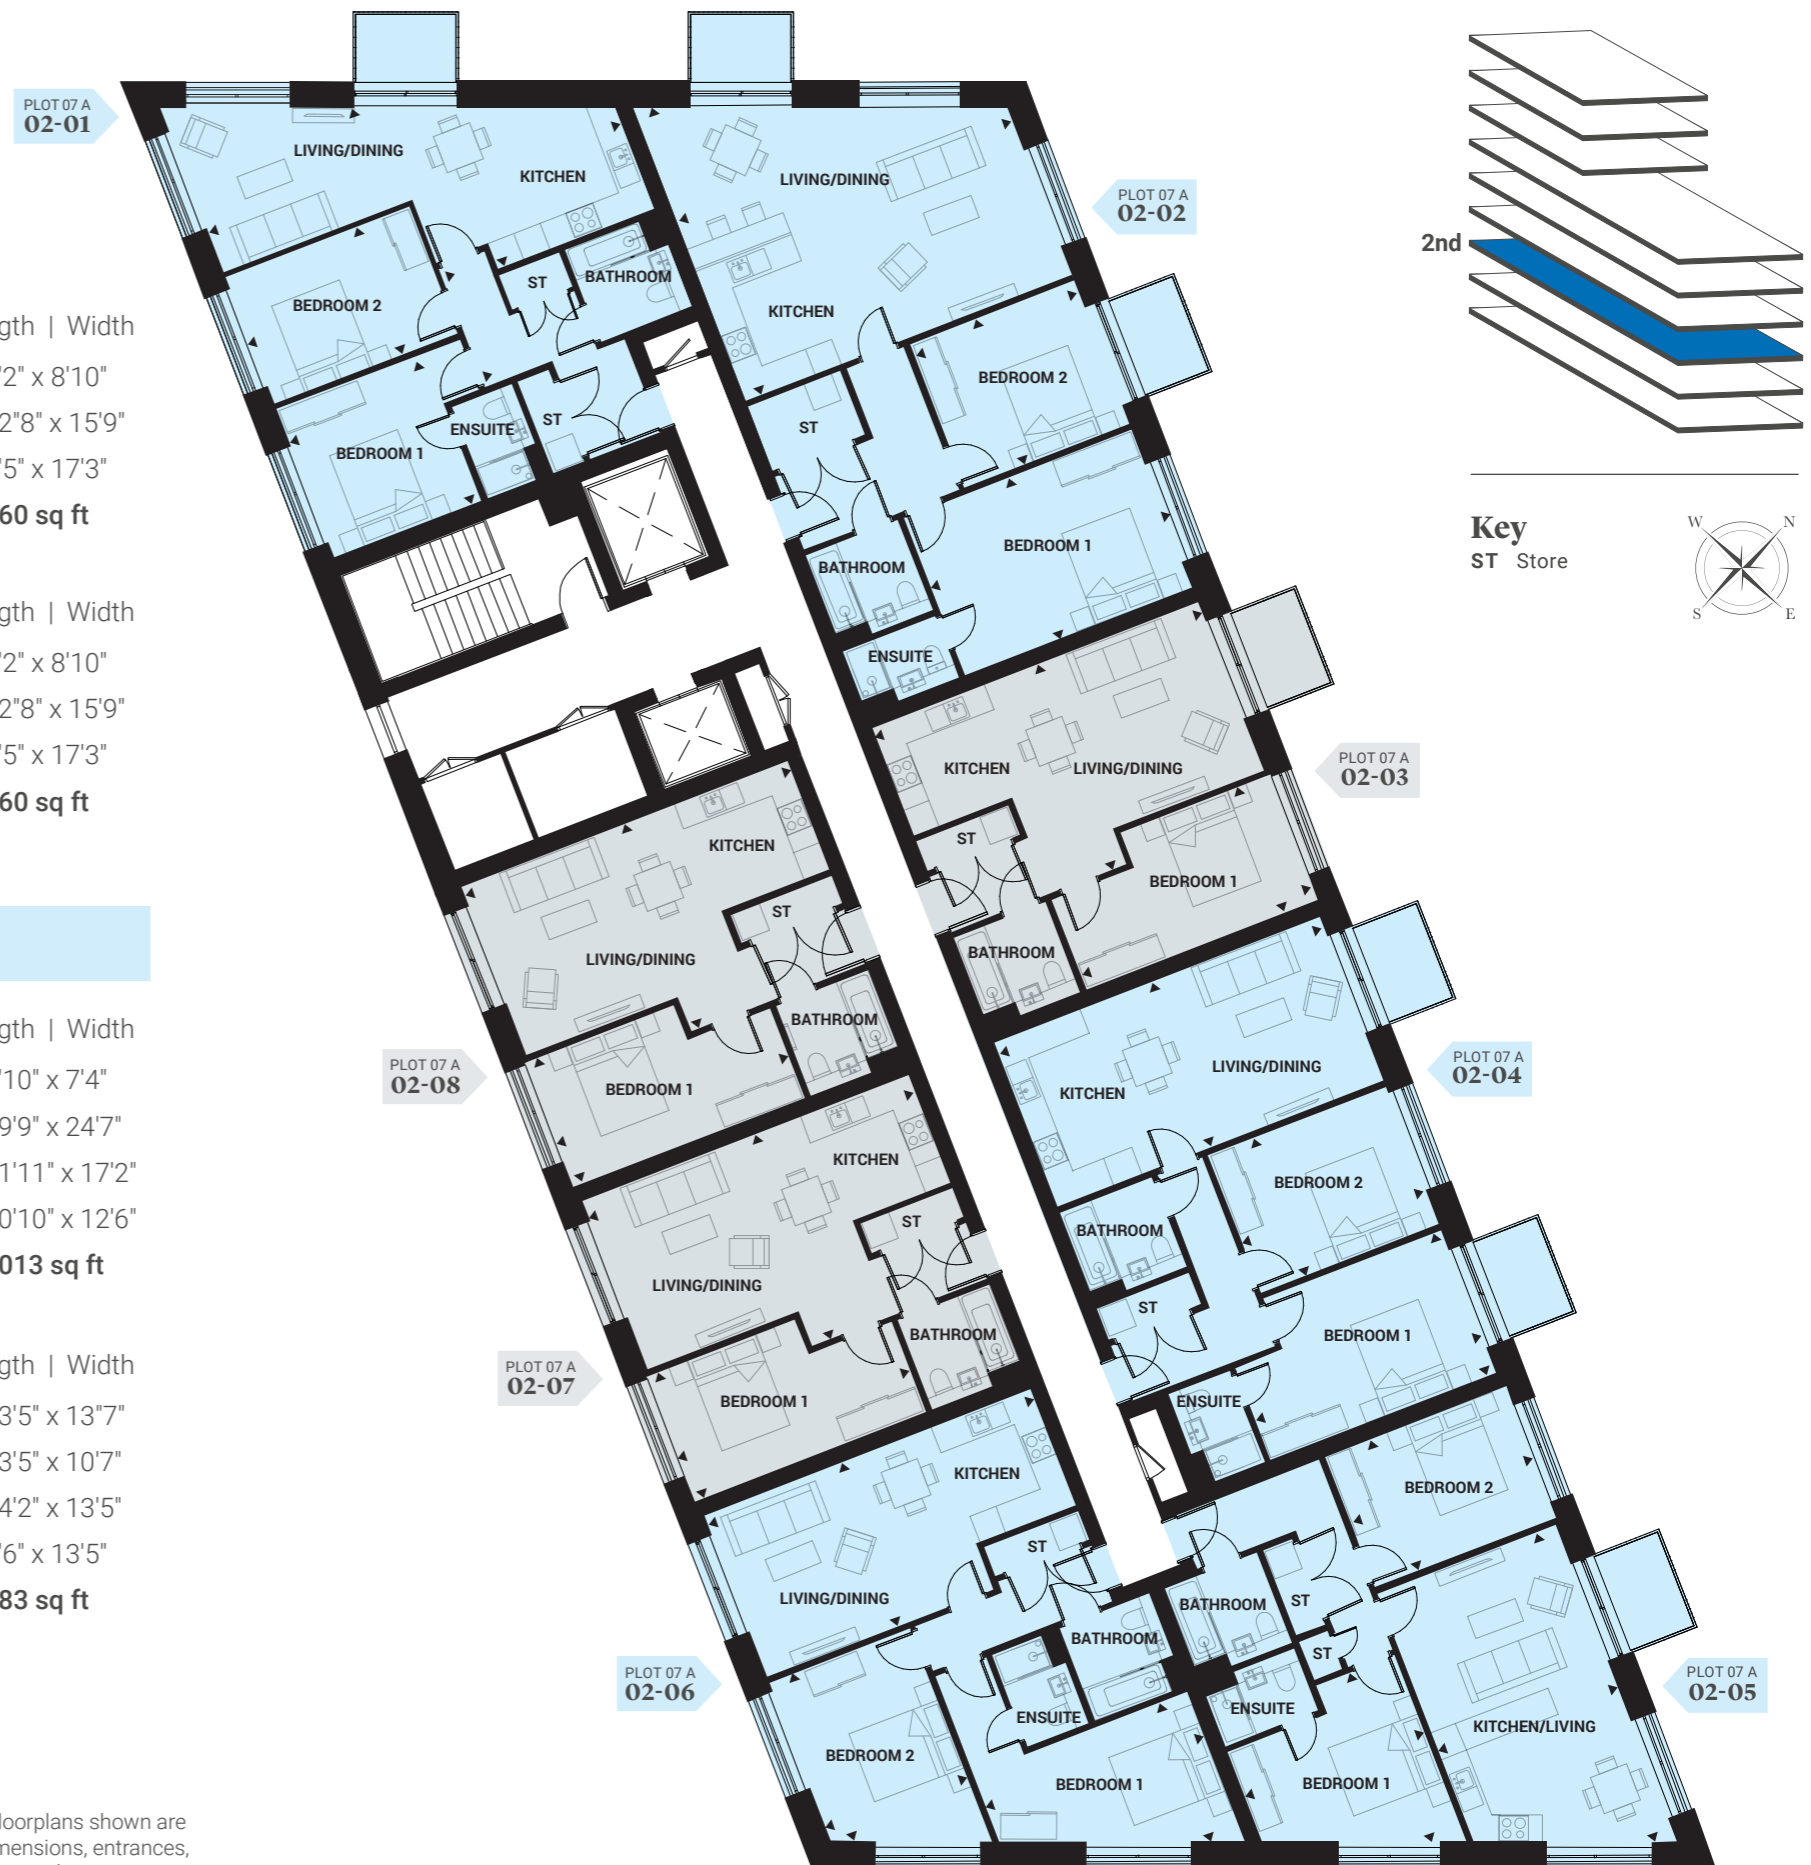 PLOT 07 A
02-01
LIVING/DINING
KITCHEN
BEDROOM 2
ST
BATHROOM
BEDROOM 1
ENSUITE
ST
PLOT 07 A
02-02
LIVING/DINING
KITCHEN
BEDROOM 2
ST
BEDROOM 1
BATHROOM
ENSUITE
PLOT 07 A
02-03
KITCHEN
LIVING/DINING
ST
BEDROOM 1
BATHROOM
PLOT 07 A
02-04
LIVING/DINING
KITCHEN
BEDROOM 2
BATHROOM
ST
BEDROOM 1
ENSUITE
PLOT 07 A
02-05
BEDROOM 2
BATHROOM
ST
ST
ENSUITE
KITCHEN/LIVING
BEDROOM 1
PLOT 07 A
02-06
KITCHEN
ST
LIVING/DINING
BATHROOM
ENSUITE
BEDROOM 2
BEDROOM 1
PLOT 07 A
02-07
KITCHEN
ST
LIVING/DINING
BATHROOM
BEDROOM 1
PLOT 07 A
02-08
KITCHEN
ST
LIVING/DINING
BATHROOM
BEDROOM 1
2nd
Key
ST Store
W
N
S
E
gth | Width
'2" x 8'10"
2"8" x 15'9"
'5" x 17'3"
60 sq ft
gth | Width
'2" x 8'10"
2"8" x 15'9"
'5" x 17'3"
60 sq ft
gth | Width
'10" x 7'4"
9'9" x 24'7"
1'11" x 17'2"
0'10" x 12'6"
013 sq ft
gth | Width
3'5" x 13"7"
3'5" x 10'7"
4'2" x 13'5"
'6" x 13'5"
83 sq ft
loorplans shown are
mensions, entrances,